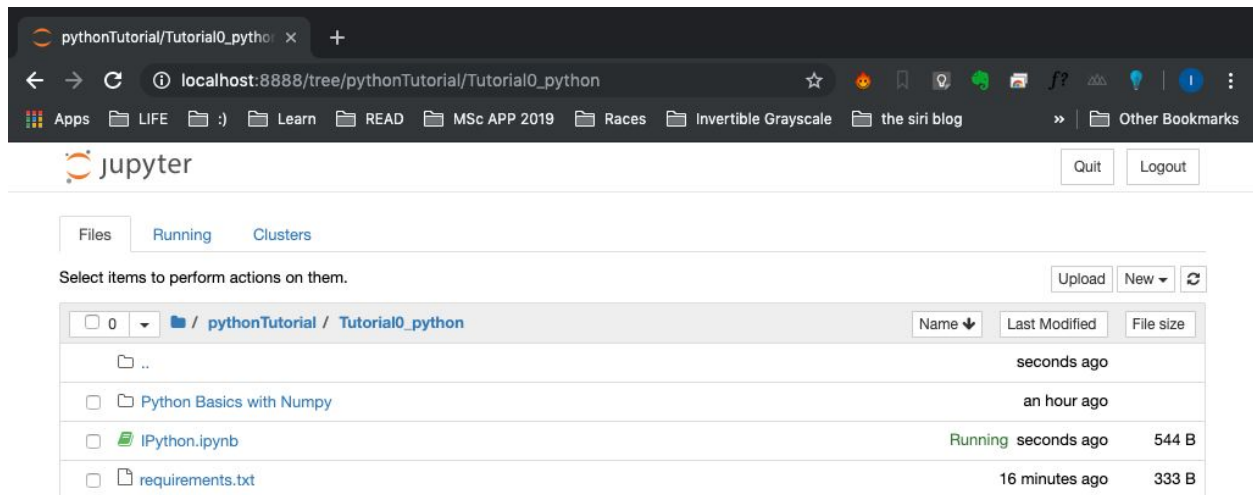 pythonTutorial/Tutorial0_pytho
localhost:8888/tree/pythonTutorial/Tutorial0_python
Apps LIFE :) Learn READ MSc APP 2019 Races Invertible Grayscale the siri blog » Other Bookmarks
jupyter Quit Logout
Files Running Clusters
Select items to perform actions on them. Upload New
0 / pythonTutorial / Tutorial0_python Name Last Modified File size
.. seconds ago
Python Basics with Numpy an hour ago
IPython.ipynb Running seconds ago 544 B
requirements.txt 16 minutes ago 333 B